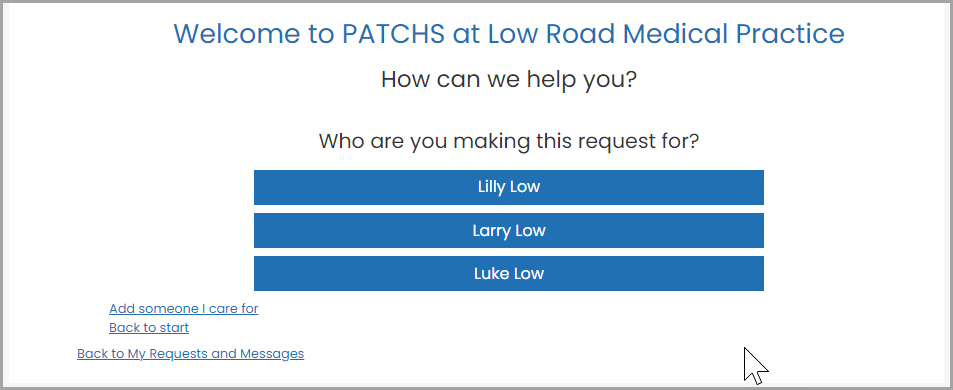 Welcome to PATCHS at Low Road Medical Practice
How can we help you?
Who are you making this request for?
Lilly Low
Larry Low
Luke Low
Add someone I care for
Back to start
Back to My Requests and Messages